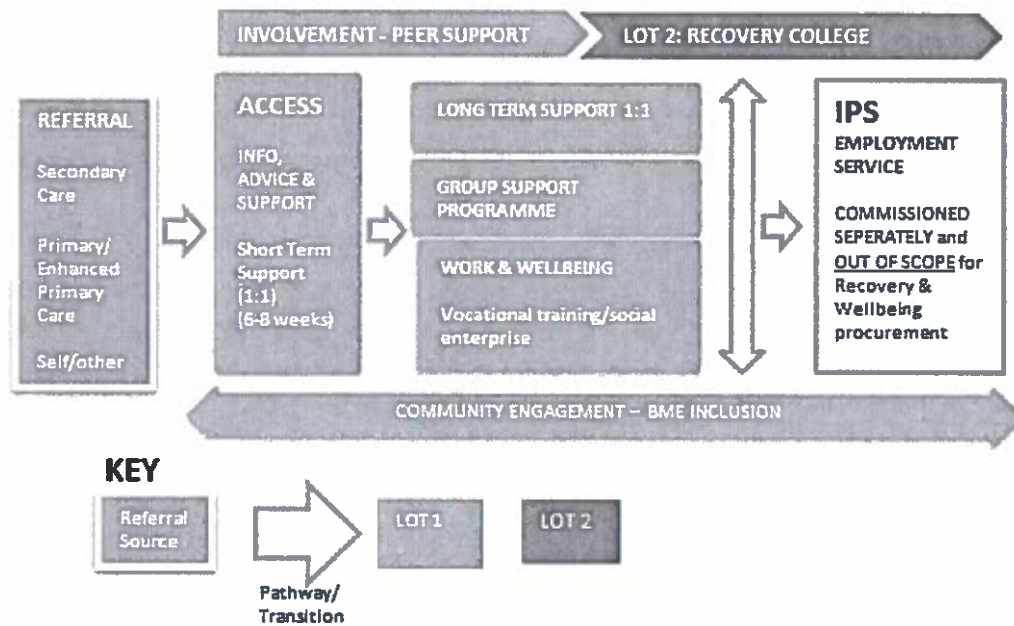 INVOLVEMENT - PEER SUPPORT
LOT 2: RECOVERY COLLEGE
REFERRAL
Secondary
Care
Primary/
Enhanced
Primary
Care
Self/other
ACCESS
INFO,
ADVICE &
SUPPORT
Short Term
Support
(1:1)
(6-8 weeks)
LONG TERM SUPPORT 1:1
GROUP SUPPORT
PROGRAMME
WORK & WELLBEING
Vocational training/social
enterprise
IPS
EMPLOYMENT
SERVICE
COMMISSIONED
SEPERATELY and
OUT OF SCOPE for
Recovery &
Wellbeing
procurement
COMMUNITY ENGAGEMENT – BME INCLUSION
KEY
Referral
Source
Pathway/
Transition
LOT 1
LOT 2